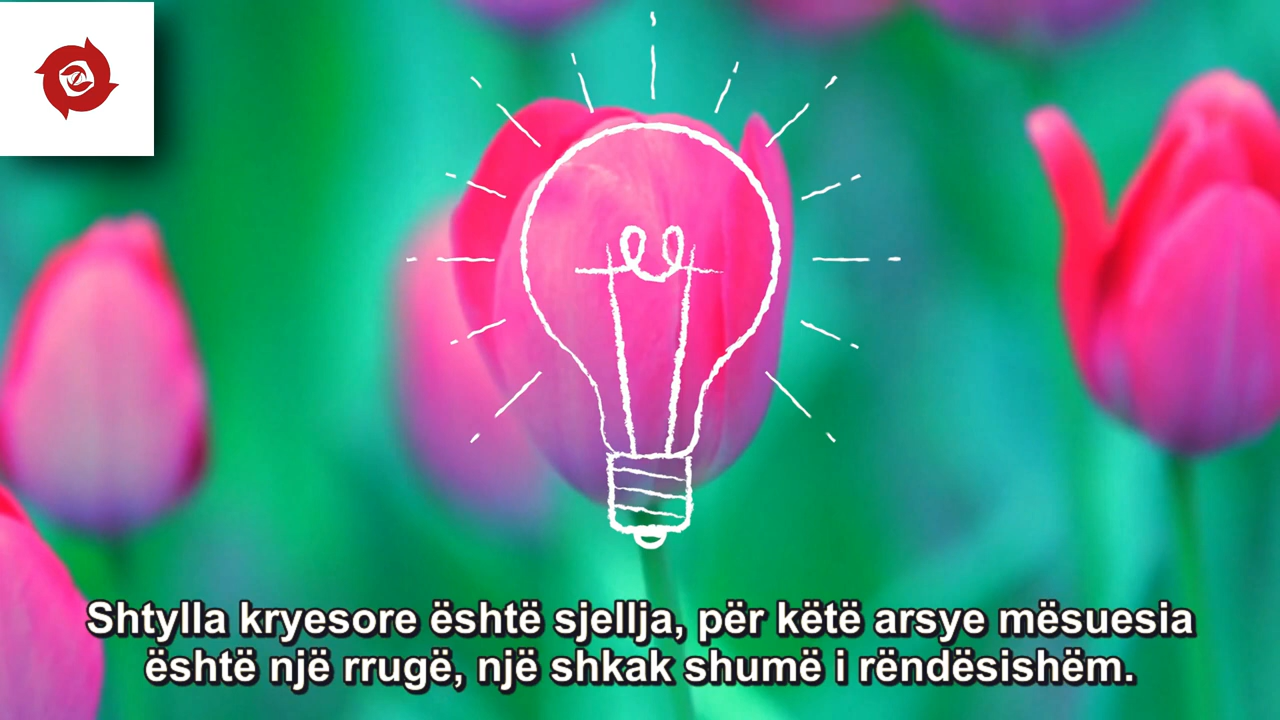 Shtylla kryesore është sjellja, për këtë arsye mësuesia
është një rrugë, një shkak shumë i rëndësishëm.